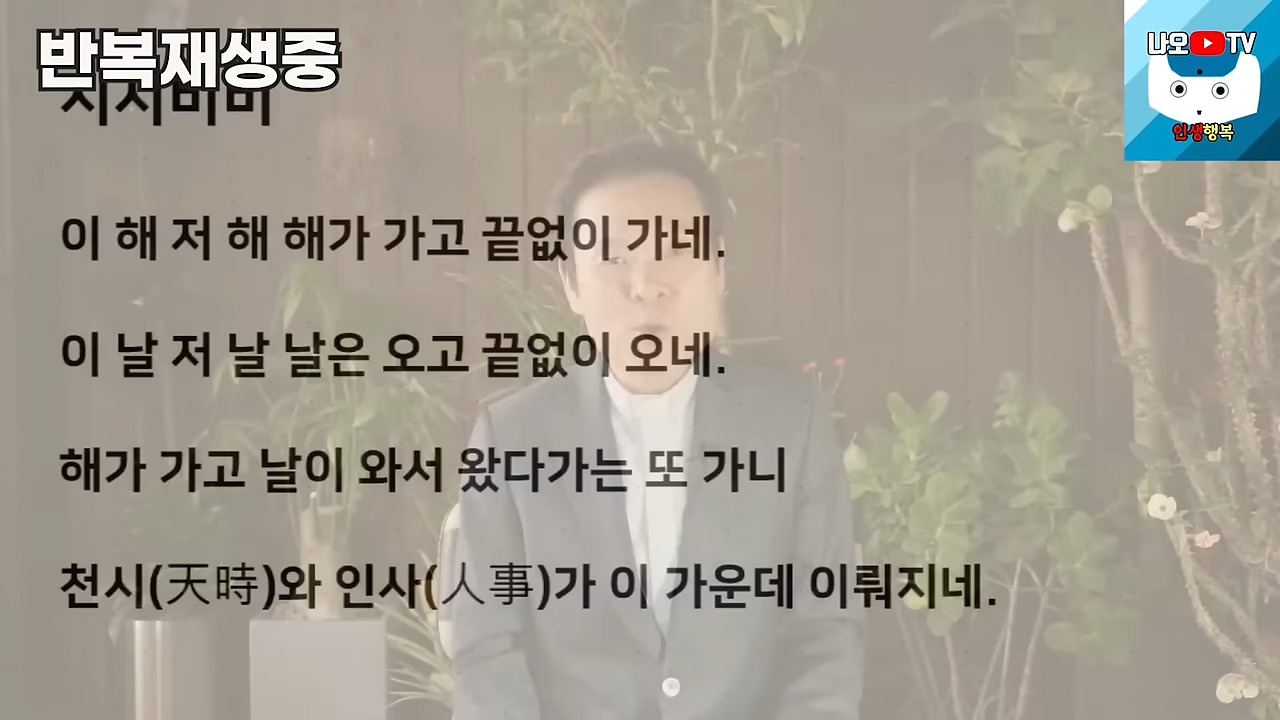 반복재생중
나오 TV
인생행복
이 해 저 해 해가 가고 끝없이 가네.
이 날 저 날 날은 오고 끝없이 오네.
해가 가고 날이 와서 왔다가는 또 가니
천시(天時)와 인사(人事)가 이 가운데 이뤄지네.